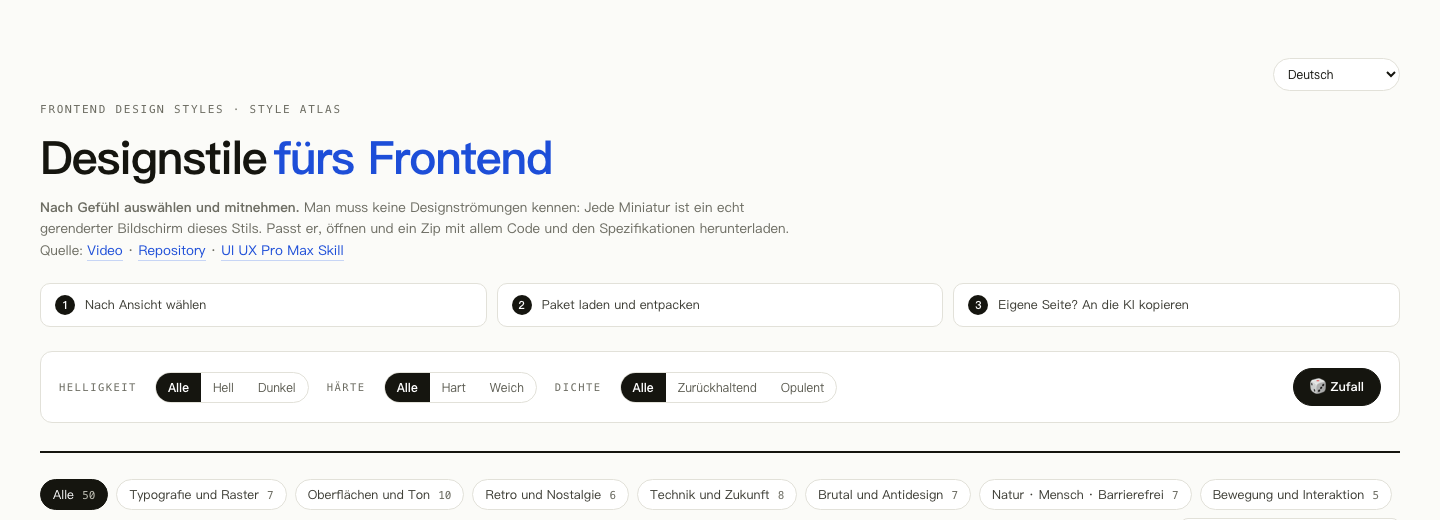 Deutsch
FRONTEND DESIGN STYLES · STYLE ATLAS
Designstile fürs Frontend
Nach Gefühl auswählen und mitnehmen. Man muss keine Designströmungen kennen: Jede Miniatur ist ein echt
gerenderter Bildschirm dieses Stils. Passt er, öffnen und ein Zip mit allem Code und den Spezifikationen herunterladen.
Quelle: Video · Repository · UI UX Pro Max Skill
1 Nach Ansicht wählen 2 Paket laden und entpacken 3 Eigene Seite? An die KI kopieren
HELLIGKEIT Alle Hell Dunkel HÄRTE Alle Hart Weich DICHTE Alle Zurückhaltend Opulent 🎲 Zufall
Alle 50 Typografie und Raster 7 Oberflächen und Ton 10 Retro und Nostalgie 6 Technik und Zukunft 8 Brutal und Antidesign 7 Natur · Mensch · Barrierefrei 7 Bewegung und Interaktion 5